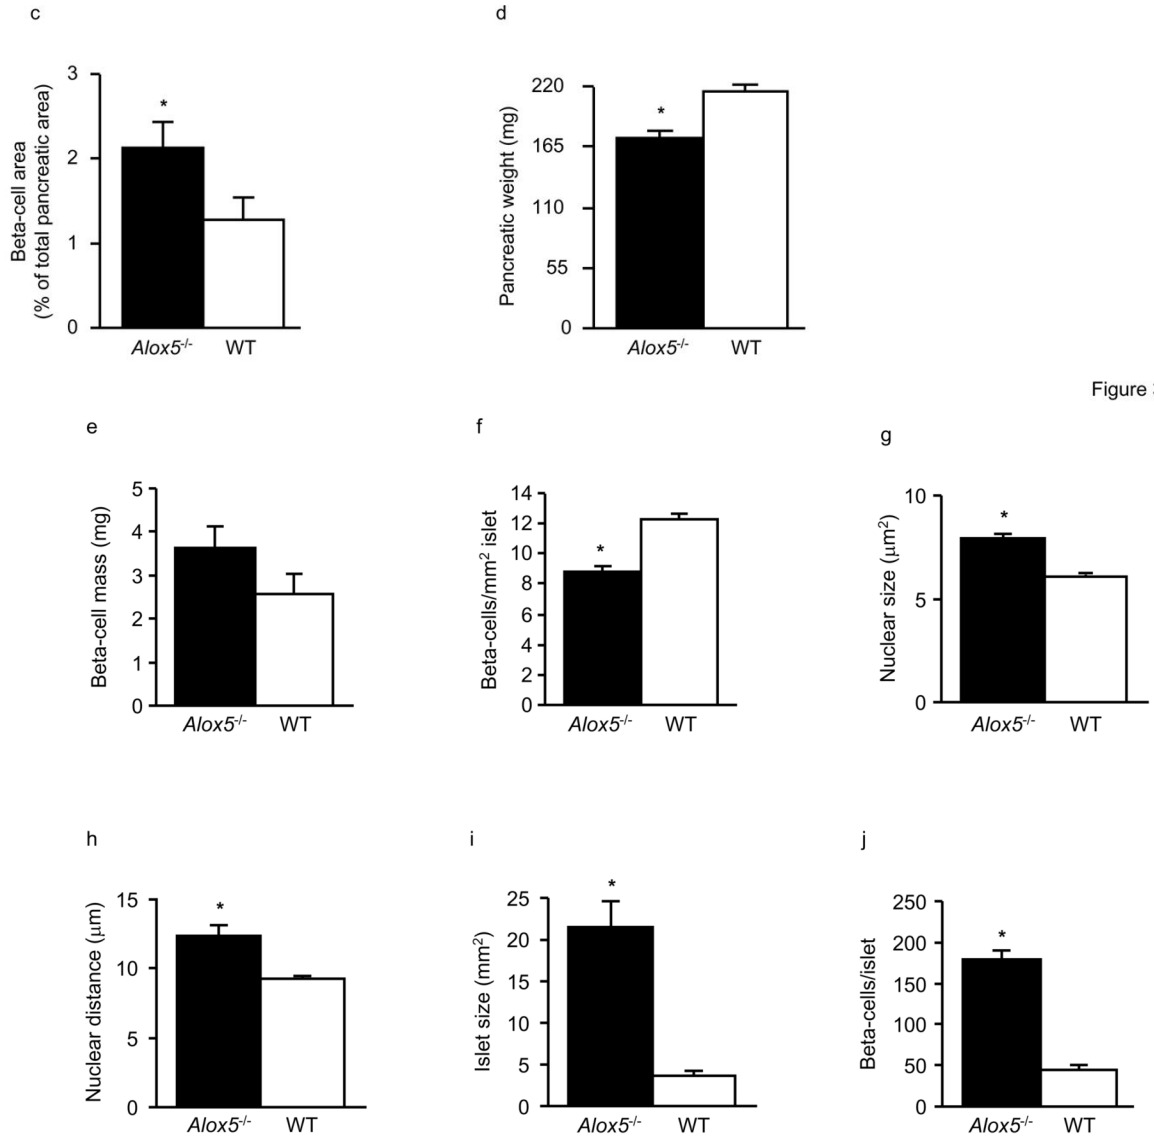 c
d
Beta-cell area
(% of total pancreatic area)
3
2
1
0
*
Alox5-/-
WT
Pancreatic weight (mg)
220
165
110
55
0
*
Alox5-/-
WT
Figure
e
f
g
Beta-cell mass (mg)
5
4
3
2
1
0
Alox5-/-
WT
Beta-cells/mm2 islet
14
12
10
8
6
4
2
0
*
Alox5-/-
WT
Nuclear size (μm2)
10
5
0
*
Alox5-/-
WT
h
i
j
Nuclear distance (μm)
15
10
5
0
*
Alox5-/-
WT
Islet size (mm2)
25
20
15
10
5
0
*
Alox5-/-
WT
Beta-cells/islet
250
200
150
100
50
0
*
Alox5-/-
WT